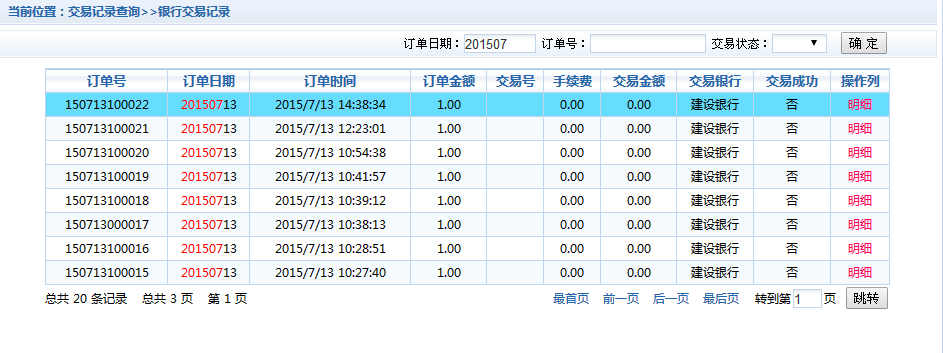 当前位置：交易记录查询>>银行交易记录
订单日期：201507 订单号： 交易状态： 确 定
订单号 订单日期 订单时间 订单金额 交易号 手续费 交易金额 交易银行 交易成功 操作列
150713100022 20150713 2015/7/13 14:38:34 1.00 0.00 0.00 建设银行 否 明细
150713100021 20150713 2015/7/13 12:23:01 1.00 0.00 0.00 建设银行 否 明细
150713100020 20150713 2015/7/13 10:54:38 1.00 0.00 0.00 建设银行 否 明细
150713100019 20150713 2015/7/13 10:41:57 1.00 0.00 0.00 建设银行 否 明细
150713100018 20150713 2015/7/13 10:39:12 1.00 0.00 0.00 建设银行 否 明细
150713000017 20150713 2015/7/13 10:38:13 1.00 0.00 0.00 建设银行 否 明细
150713100016 20150713 2015/7/13 10:28:51 1.00 0.00 0.00 建设银行 否 明细
150713100015 20150713 2015/7/13 10:27:40 1.00 0.00 0.00 建设银行 否 明细
总共 20 条记录 总共 3 页 第 1 页 最首页 前一页 后一页 最后页 转到第 1 页 跳转